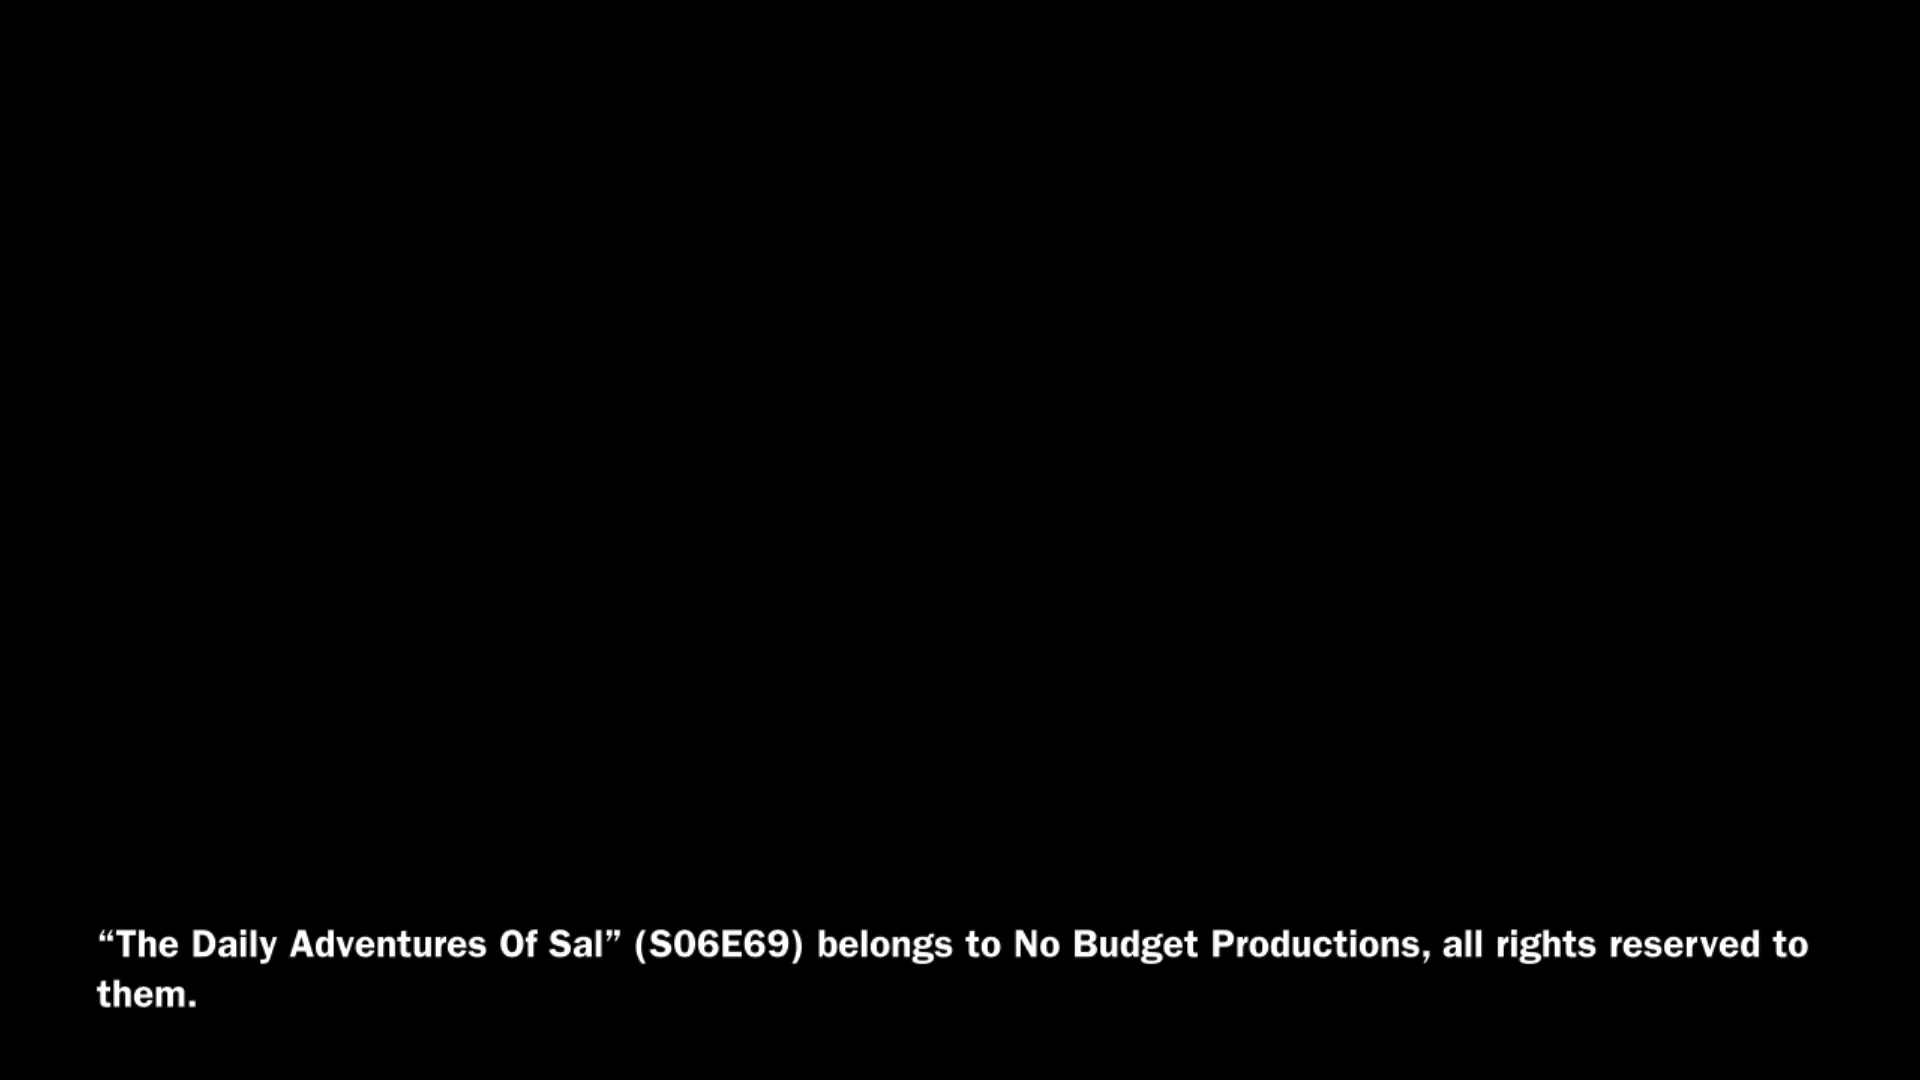 “The Daily Adventures Of Sal” (S06E69) belongs to No Budget Productions, all rights reserved to
them.